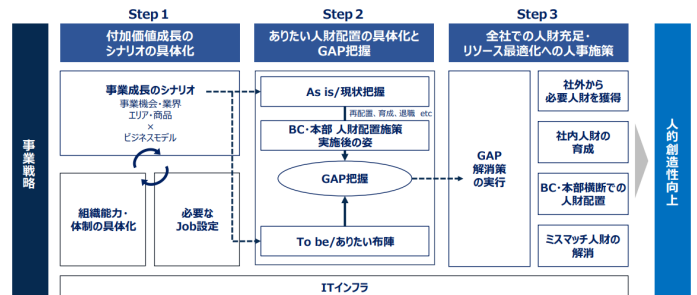 Step 1
Step 2
Step 3
付加価値成長の
シナリオの具体化
ありたい人財配置の具体化と
GAP把握
全社での人財充足・
リソース最適化への人事施策
事業戦略
事業成長のシナリオ
事業機会・業界
エリア・商品
×
ビジネスモデル
組織能力・
体制の具体化
必要な
Job設定
As is/現状把握
再配置、育成、退職 etc
BC・本部 人財配置施策
実施後の姿
GAP把握
To be/ありたい布陣
GAP
解消策
の実行
社外から
必要人財を獲得
社内人財の
育成
BC・本部横断での
人財配置
ミスマッチ人財の
解消
ITインフラ
人的創造性向上